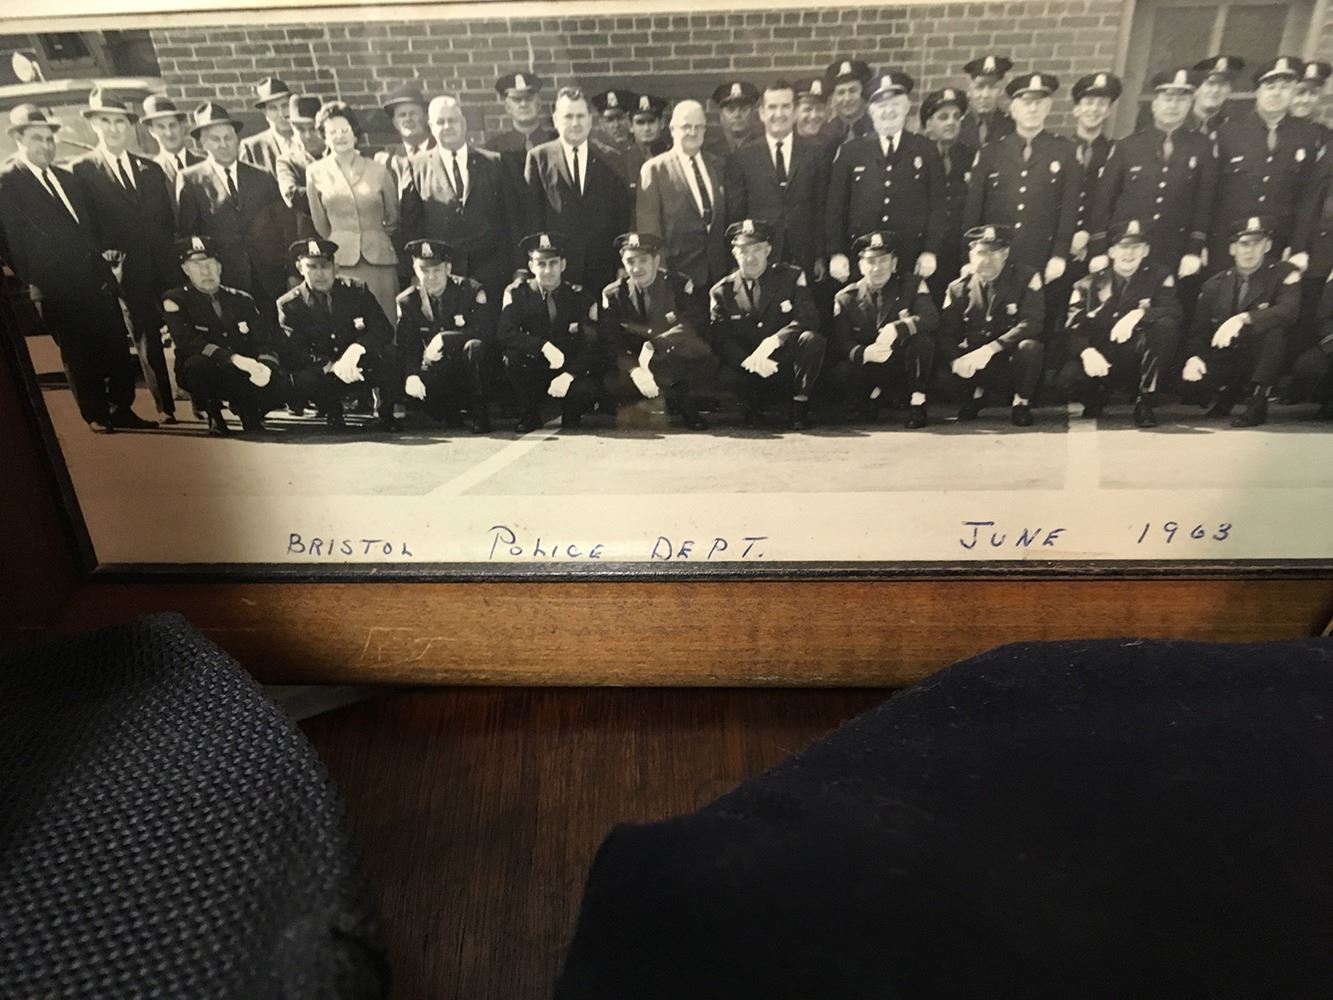 BRISTOL POLICE DEPT. JUNE 1963